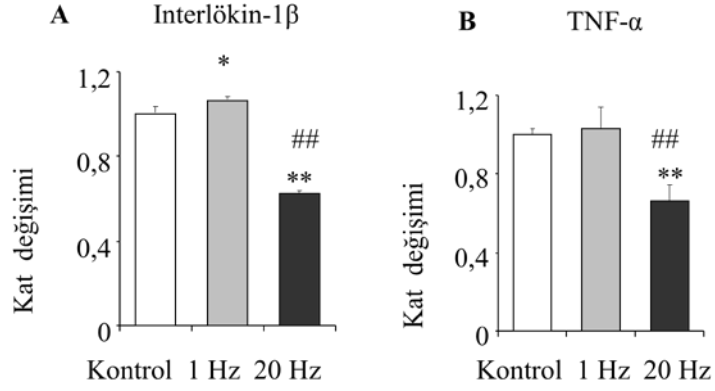 A Interlökin-1β
Kat değişimi
1,2
0,8
0,4
0
*
##
**
Kontrol 1 Hz 20 Hz
B TNF-α
Kat değişimi
1,2
0,8
0,4
0
##
**
Kontrol 1 Hz 20 Hz